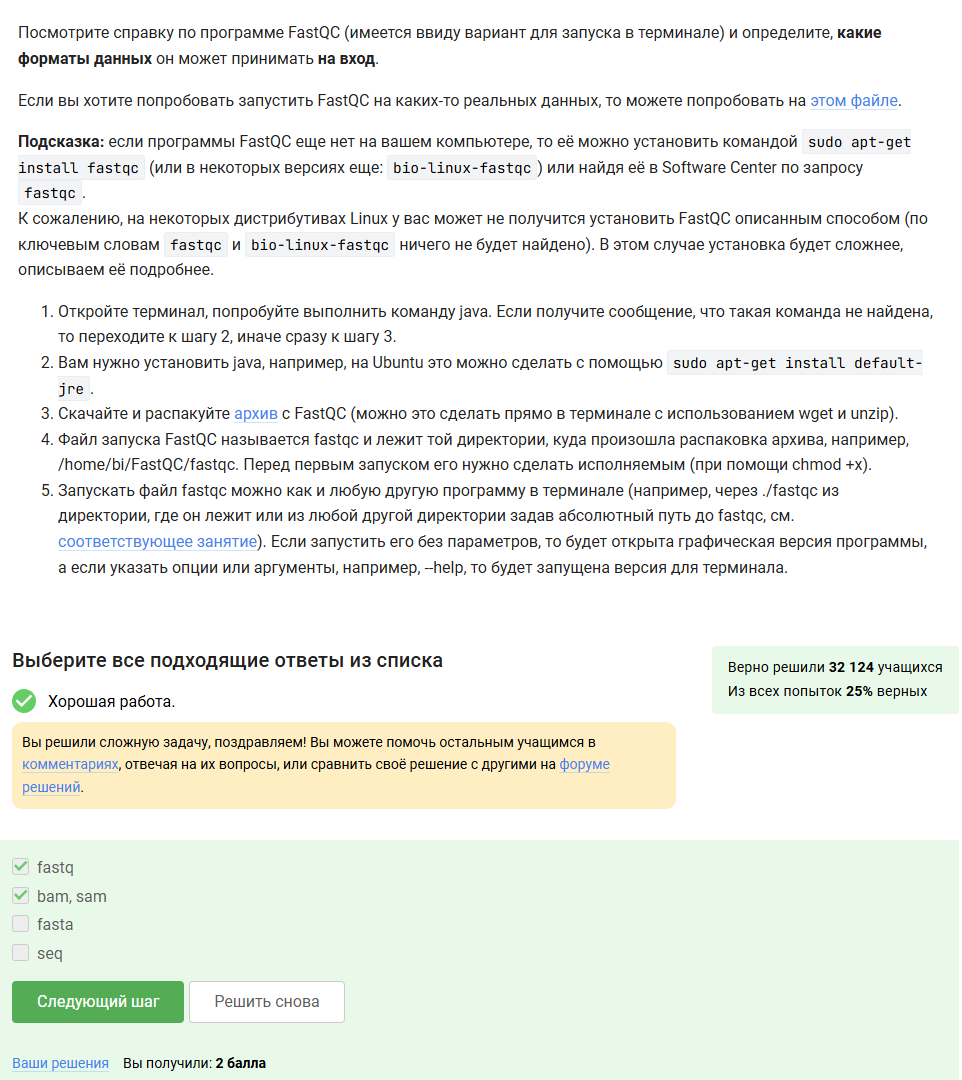 Посмотрите справку по программе FastQC (имеется ввиду вариант для запуска в терминале) и определите, какие
форматы данных он может принимать на вход.
Если вы хотите попробовать запустить FastQC на каких-то реальных данных, то можете попробовать на этом файле.
Подсказка: если программы FastQC еще нет на вашем компьютере, то её можно установить командой sudo apt-get
install fastqc (или в некоторых версиях еще: bio-linux-fastqc) или найдя её в Software Center по запросу
fastqc.
К сожалению, на некоторых дистрибутивах Linux у вас может не получится установить FastQC описанным способом (по
ключевым словам fastqc и bio-linux-fastqc ничего не будет найдено). В этом случае установка будет сложнее,
описываем её подробнее.
1. Откройте терминал, попробуйте выполнить команду java. Если получите сообщение, что такая команда не найдена,
то переходите к шагу 2, иначе сразу к шагу 3.
2. Вам нужно установить java, например, на Ubuntu это можно сделать с помощью sudo apt-get install default-
jre.
3. Скачайте и распакуйте архив с FastQC (можно это сделать прямо в терминале с использованием wget и unzip).
4. Файл запуска FastQC называется fastqc и лежит той директории, куда произошла распаковка архива, например,
/home/bi/FastQC/fastqc. Перед первым запуском его нужно сделать исполняемым (при помощи chmod +x).
5. Запускать файл fastqc можно как и любую другую программу в терминале (например, через ./fastqc из
директории, где он лежит или из любой другой директории задав абсолютный путь до fastqc, см.
соответствующее занятие). Если запустить его без параметров, то будет открыта графическая версия программы,
а если указать опции или аргументы, например, --help, то будет запущена версия для терминала.
Выберите все подходящие ответы из списка
Верно решили 32 124 учащихся
Из всех попыток 25% верных
Хорошая работа.
Вы решили сложную задачу, поздравляем! Вы можете помочь остальным учащимся в
комментариях, отвечая на их вопросы, или сравнить своё решение с другими на форуме
решений.
fastq
bam, sam
fasta
seq
Следующий шаг
Решить снова
Ваши решения Вы получили: 2 балла